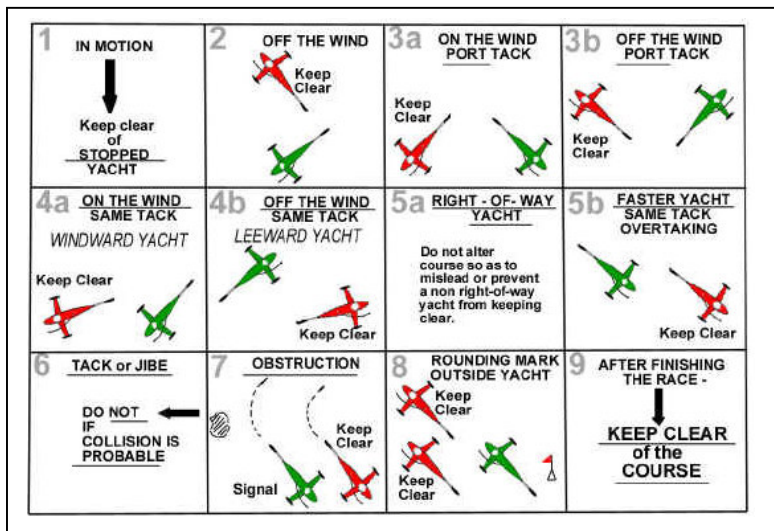 1
IN MOTION
Keep clear
of
STOPPED
YACHT
2
OFF THE WIND
Keep
Clear
3a
ON THE WIND
PORT TACK
Keep
Clear
3b
OFF THE WIND
PORT TACK
Keep
Clear
4a
ON THE WIND
SAME TACK
WINDWARD YACHT
Keep Clear
4b
OFF THE WIND
SAME TACK
LEEWARD YACHT
Keep Clear
5a
RIGHT - OF- WAY
YACHT
Do not alter
course so as to
mislead or prevent
a non right-of-way
yacht from keeping
clear.
5b
FASTER YACHT
SAME TACK
OVERTAKING
Keep
Clear
6
TACK or JIBE
DO NOT
IF
COLLISION IS
PROBABLE
7
OBSTRUCTION
Keep
Clear
Signal
8
ROUNDING MARK
OUTSIDE YACHT
Keep
Clear
Keep
Clear
9
AFTER FINISHING
THE RACE -
KEEP CLEAR
of the
COURSE